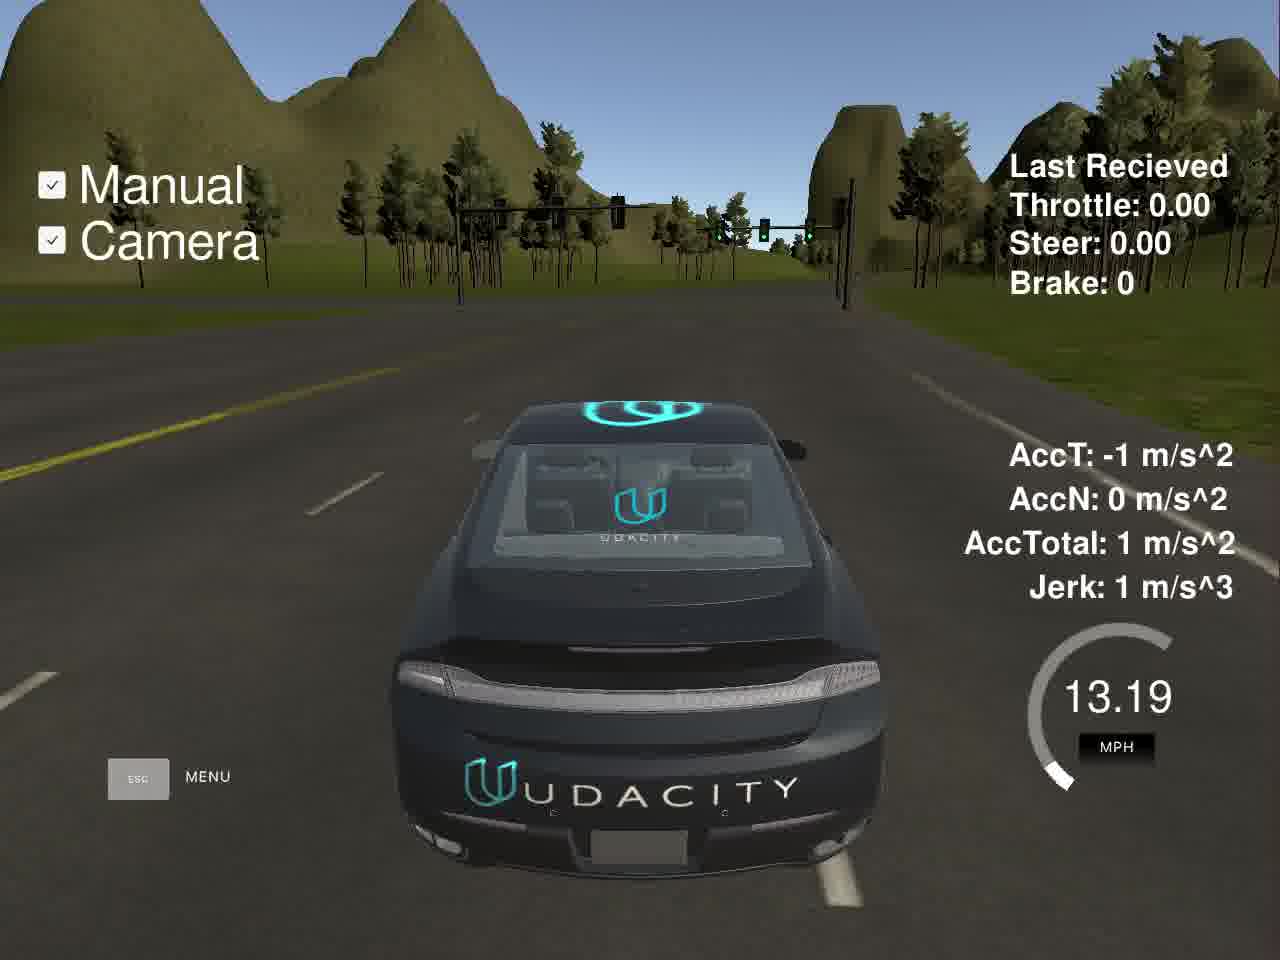 Manual
Camera
Last Recieved
Throttle: 0.00
Steer: 0.00
Brake: 0
AccT: -1 m/s^2
AccN: 0 m/s^2
AccTotal: 1 m/s^2
Jerk: 1 m/s^3
UDACITY
13.19
MPH
ESC MENU
UDACITY